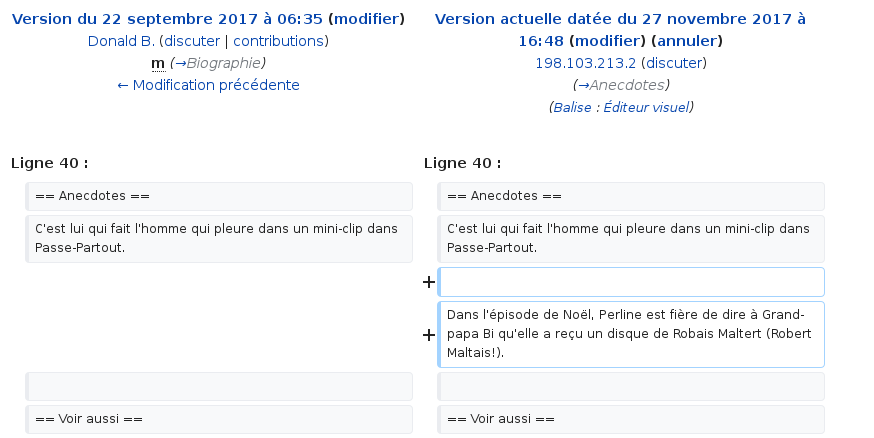 Version du 22 septembre 2017 à 06:35 (modifier)
Donald B. (discuter | contributions)
m (→Biographie)
← Modification précédente
Version actuelle datée du 27 novembre 2017 à
16:48 (modifier) (annuler)
198.103.213.2 (discuter)
(→Anecdotes)
(Balise : Éditeur visuel)
Ligne 40 :
Ligne 40 :
== Anecdotes ==
== Anecdotes ==
C'est lui qui fait l'homme qui pleure dans un mini-clip dans
Passe-Partout.
C'est lui qui fait l'homme qui pleure dans un mini-clip dans
Passe-Partout.
+
+
Dans l'épisode de Noël, Perline est fière de dire à Grand-
papa Bi qu'elle a reçu un disque de Robais Maltert (Robert
Maltais!).
== Voir aussi ==
== Voir aussi ==